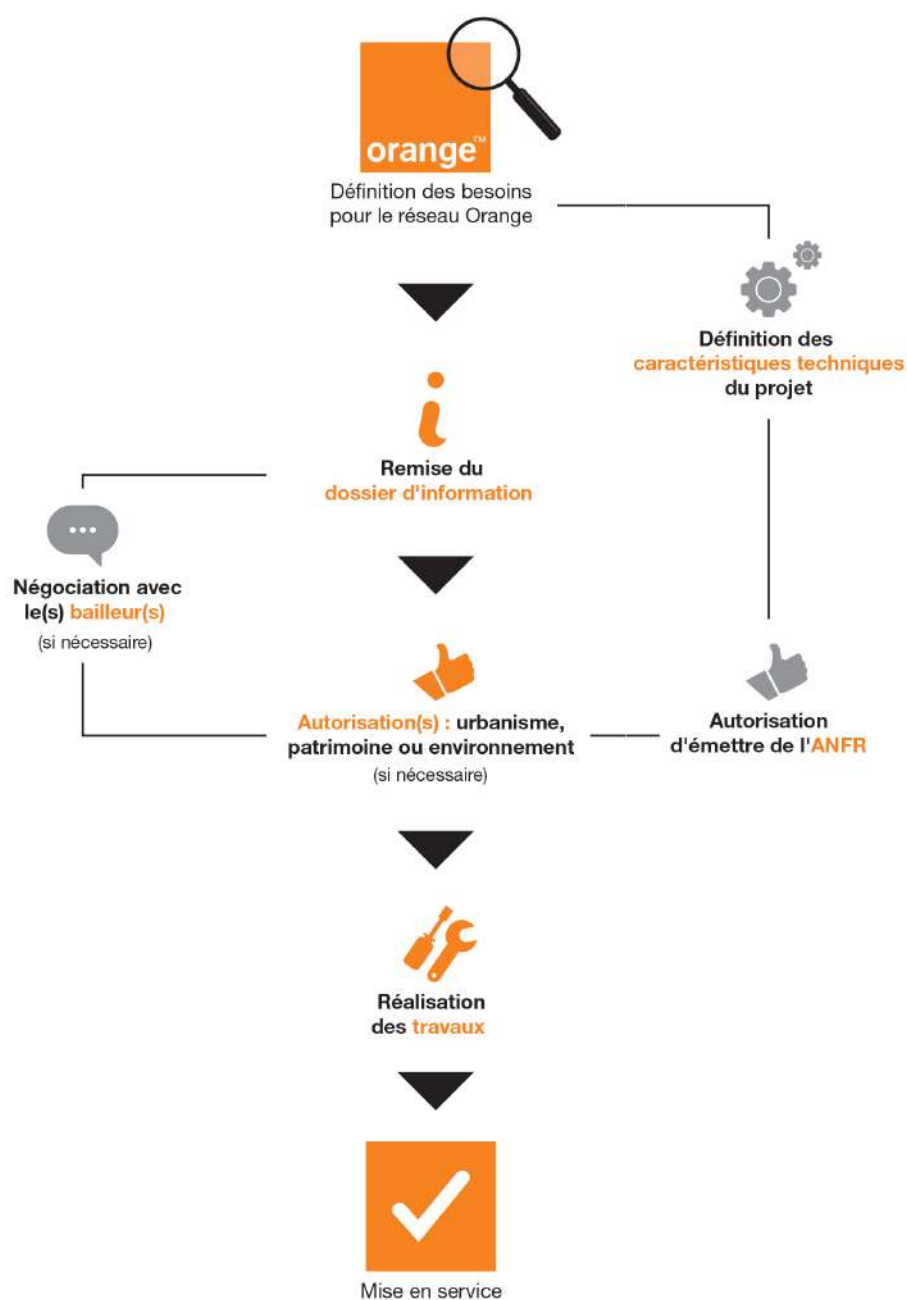 orange™
Définition des besoins
pour le réseau Orange
Définition des
caractéristiques techniques
du projet
Remise du
dossier d'information
Négociation avec
le(s) bailleur(s)
(si nécessaire)
Autorisation(s) : urbanisme,
patrimoine ou environnement
(si nécessaire)
Autorisation
d'émettre de l'ANFR
Réalisation
des travaux
Mise en service